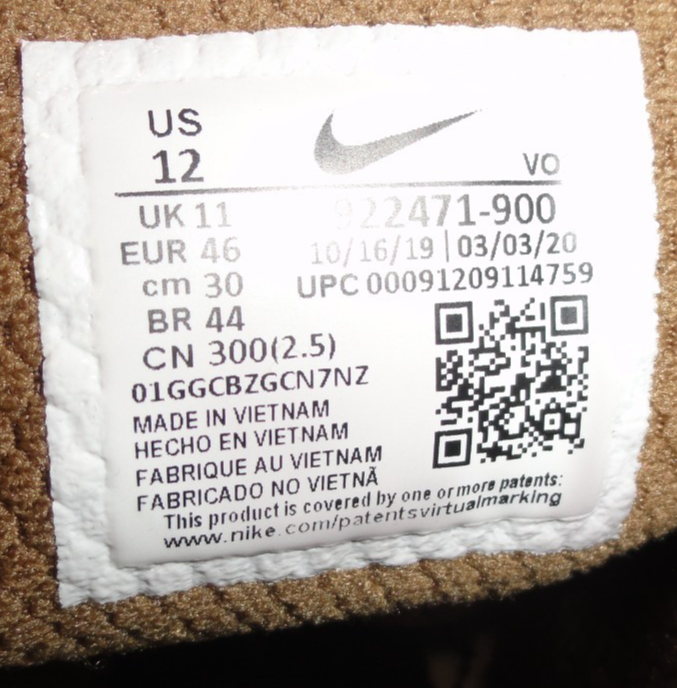 US
12
VO
UK 11
922471-900
EUR 46
10/16/19 | 03/03/20
cm 30
UPC 00091209114759
BR 44
CN 300(2.5)
01GGCBZGCN7NZ
MADE IN VIETNAM
HECHO EN VIETNAM
FABRIQUE AU VIETNAM
FABRICADO NO VIETNÃ
This product is covered by one or more patents:
www.nike.com/patentsvirtualmarking